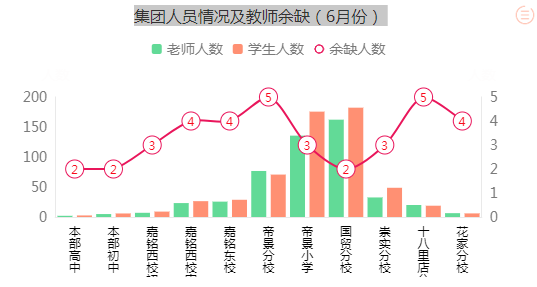 集团人员情况及教师余缺（6月份）
老师人数 学生人数 余缺人数
200 5
150 4
100 3
50 2
0 1
0
2 2 3 4 4 5 3 2 3 5 4
本部高中
本部初中
嘉铭西校
嘉铭西校
嘉铭东校
帝景分校
帝景小学
国贸分校
崇实分校
十八里店
花家分校